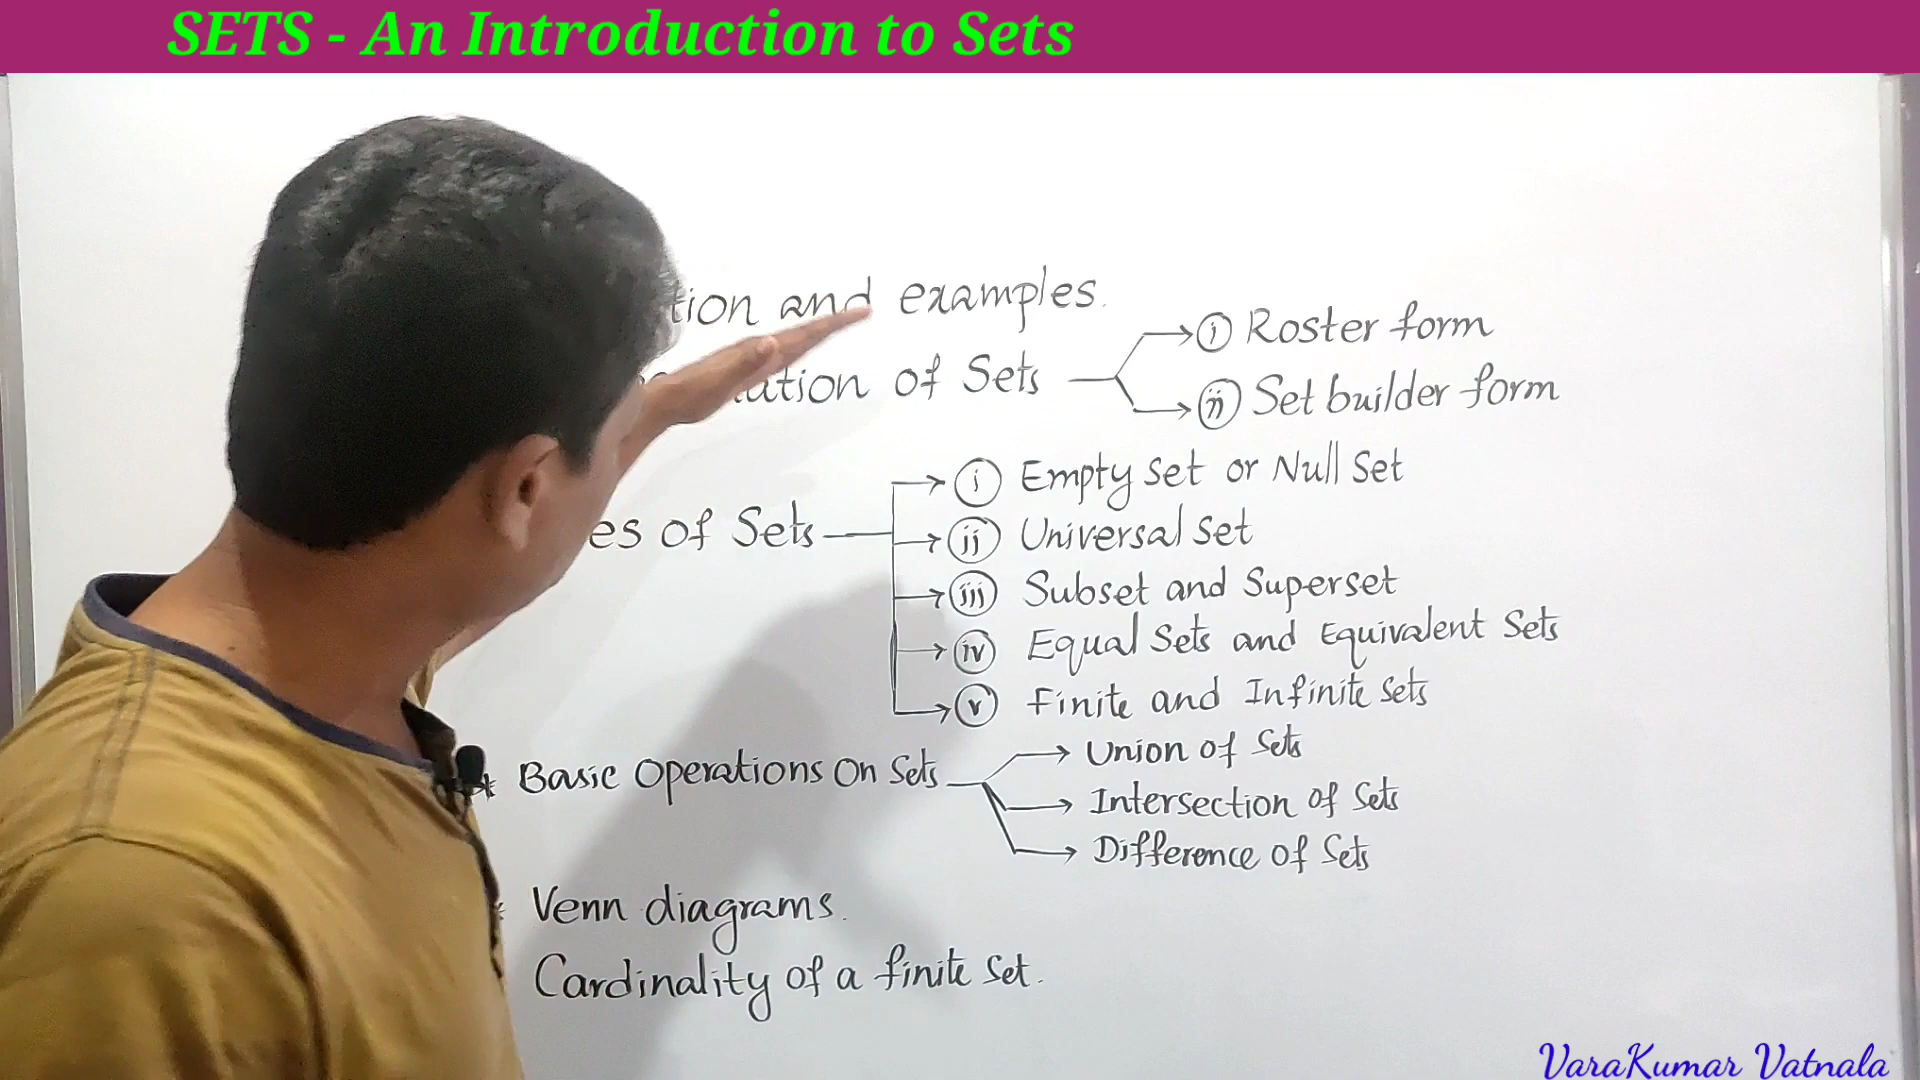 SETS - An Introduction to Sets
tion and examples.
ation of Sets
i Roster form
ii Set builder form
es of Sets
i Empty set or Null Set
ii Universal set
iii Subset and Superset
iv Equal Sets and Equivalent Sets
v Finite and Infinite sets
* Basic Operations On Sets
Union of Sets
Intersection of Sets
Difference of Sets
* Venn diagrams.
Cardinality of a finite set.
VaraKumar Vatnala